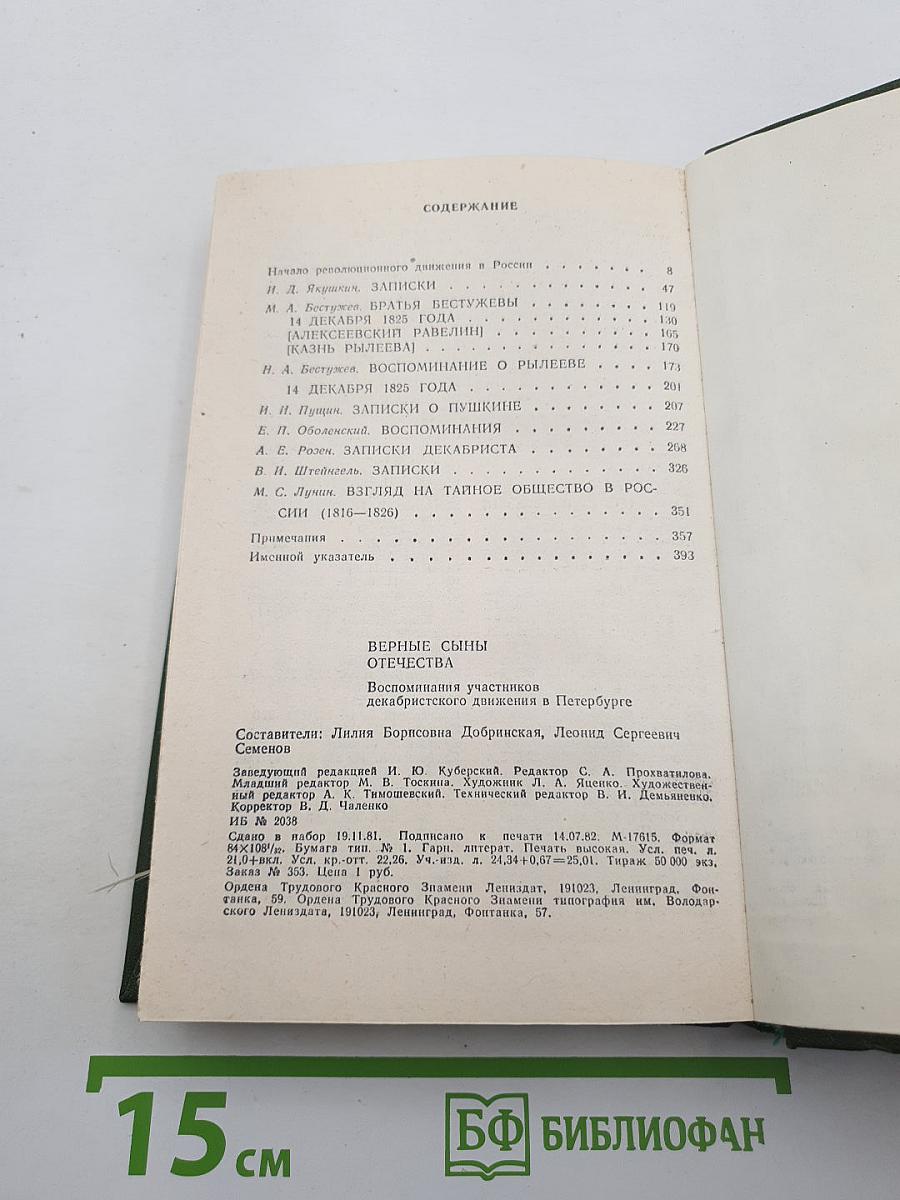 СОДЕРЖАНИЕ
Начало революционного движения в России . . . . . . . 8
И. Д. Якушкин. ЗАПИСКИ . . . . . . . . . . . . . 47
М. А. Бестужев. БРАТЬЯ БЕСТУЖЕВЫ . . . . . . . . 119
14 ДЕКАБРЯ 1825 ГОДА . . . . . . . . . . . . 130
[АЛЕКСЕЕВСКИЙ РАВЕЛИН] . . . . . . . . . . 165
[КАЗНЬ РЫЛЕЕВА] . . . . . . . . . . . . . . 170
Н. А. Бестужев. ВОСПОМИНАНИЕ О РЫЛЕЕВЕ . . . . 173
14 ДЕКАБРЯ 1825 ГОДА . . . . . . . . . . . . 201
И. И. Пущин. ЗАПИСКИ О ПУШКИНЕ . . . . . . . . 207
Е. П. Оболенский. ВОСПОМИНАНИЯ . . . . . . . . . 227
А. Е. Розен. ЗАПИСКИ ДЕКАБРИСТА . . . . . . . . 268
В. И. Штейнгель. ЗАПИСКИ . . . . . . . . . . . . . 326
М. С. Лунин. ВЗГЛЯД НА ТАЙНОЕ ОБЩЕСТВО В РОС-
СИИ (1816—1826) . . . . . . . . . . . . . . . 351
Примечания . . . . . . . . . . . . . . . . . . . 357
Именной указатель . . . . . . . . . . . . . . . . 393
ВЕРНЫЕ СЫНЫ
ОТЕЧЕСТВА
Воспоминания участников
декабристского движения в Петербурге
Составители: Лилия Борисовна Добринская, Леонид Сергеевич
Семенов
Заведующий редакцией И. Ю. Куберский. Редактор С. А. Прохватилова.
Младший редактор М. В. Тоскина. Художник Л. А. Яценко. Художествен-
ный редактор А. К. Тимошевский. Технический редактор В. И. Демьяненко.
Корректор В. Д. Чаленко
ИБ № 2038
Сдано в набор 19.11.81. Подписано к печати 14.07.82. М-17615. Формат
84×108¹/₃₂. Бумага тип. № 1. Гарн. литерат. Печать высокая. Усл. печ. л.
21,0+вкл. Усл. кр.-отт. 22,26. Уч.-изд. л. 24,34+0,67=25,01. Тираж 50 000 экз.
Заказ № 353. Цена 1 руб.
Ордена Трудового Красного Знамени Лениздат, 191023, Ленинград, Фон-
танка, 59. Ордена Трудового Красного Знамени типография им. Володар-
ского Лениздата, 191023, Ленинград, Фонтанка, 57.
15 см
БФ БИБЛИОФАН